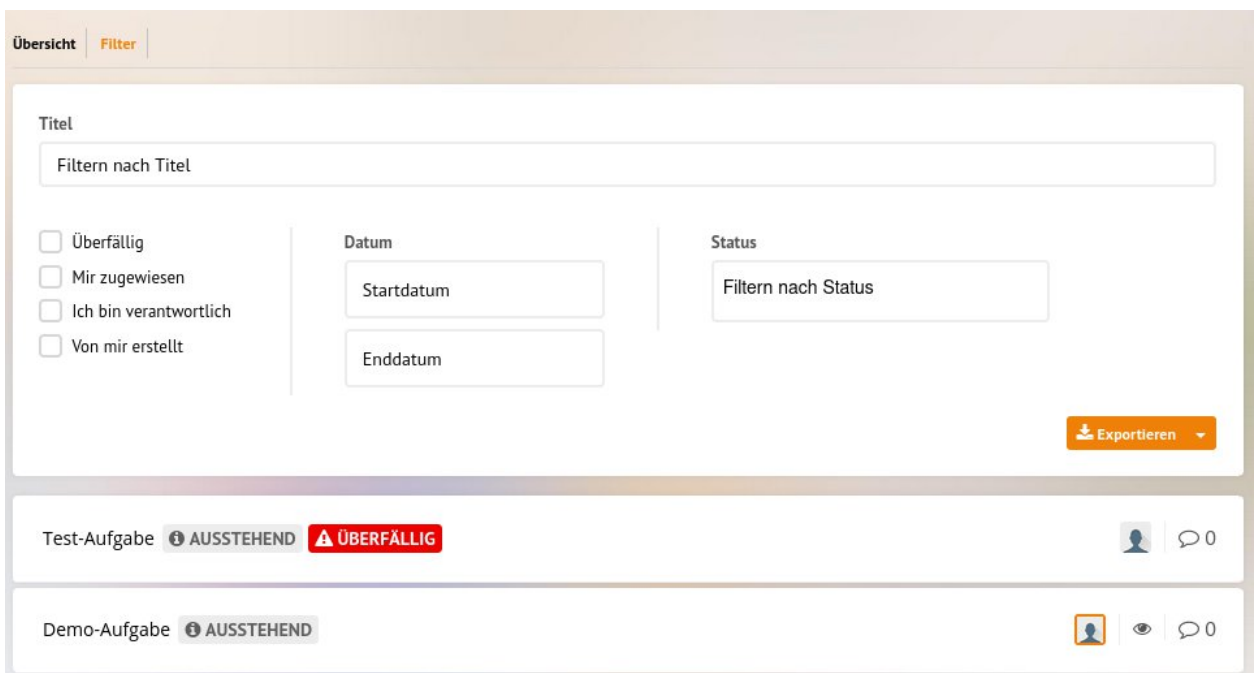 Übersicht Filter
Titel
Filtern nach Titel
Überfällig
Mir zugewiesen
Ich bin verantwortlich
Von mir erstellt
Datum
Startdatum
Enddatum
Status
Filtern nach Status
Exportieren
Test-Aufgabe AUSSTEHEND ÜBERFÄLLIG 0
Demo-Aufgabe AUSSTEHEND 0